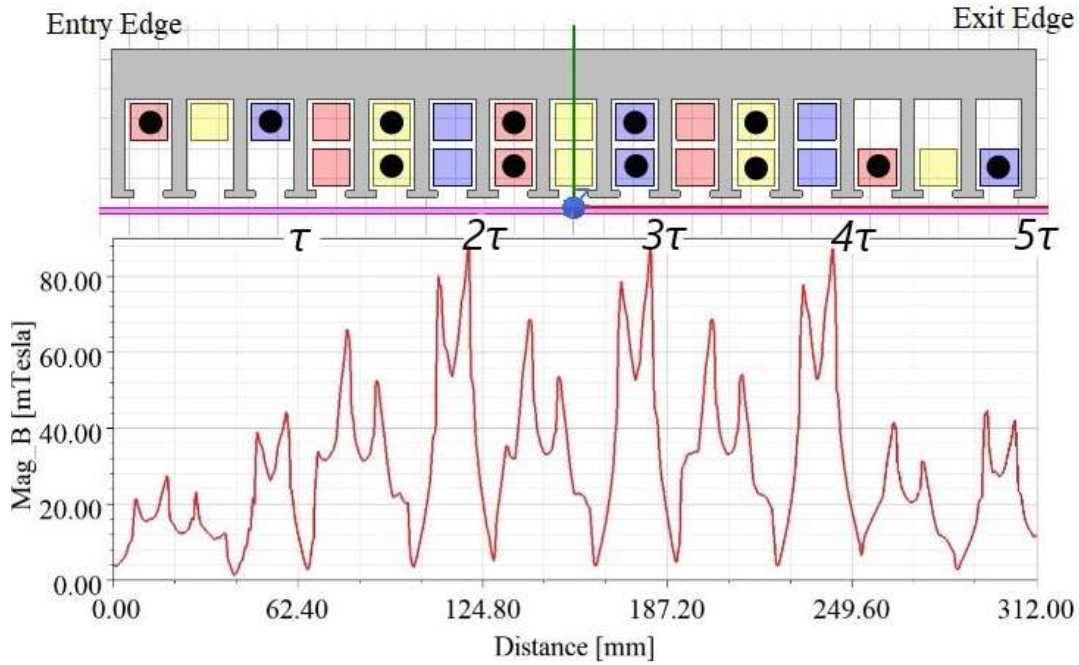 Entry Edge
Exit Edge
τ 2τ 3τ 4τ 5τ
80.00
60.00
40.00
20.00
0.00
Mag_B [mTesla]
0.00 62.40 124.80 187.20 249.60 312.00
Distance [mm]